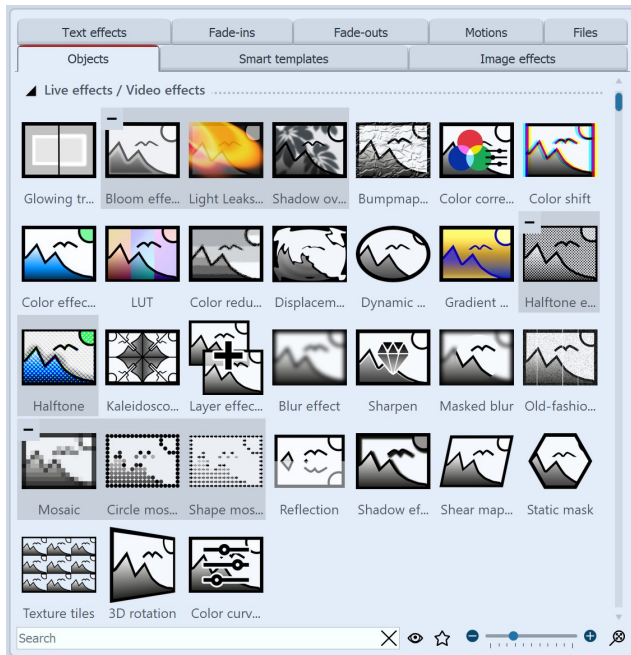 Text effects Fade-ins Fade-outs Motions Files
Objects Smart templates Image effects
Live effects / Video effects
Glowing tr... Bloom effe... Light Leaks... Shadow ov... Bumpmap... Color corre... Color shift
Color effec... LUT Color redu... Displacem... Dynamic ... Gradient ... Halftone e...
Halftone Kaleidosco... Layer effec... Blur effect Sharpen Masked blur Old-fashio...
Mosaic Circle mos... Shape mos... Reflection Shadow ef... Shear map... Static mask
Texture tiles 3D rotation Color curv...
Search